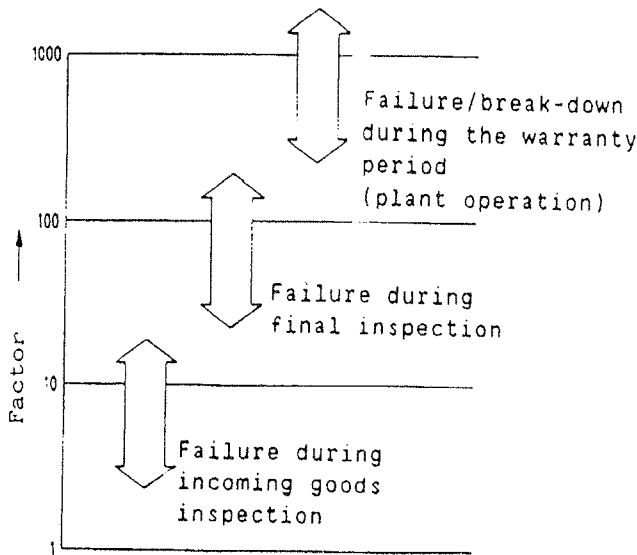 1000
Failure/break-down
during the warranty
period
(plant operation)
100
Failure during
final inspection
Factor
10
Failure during
incoming goods
inspection
1